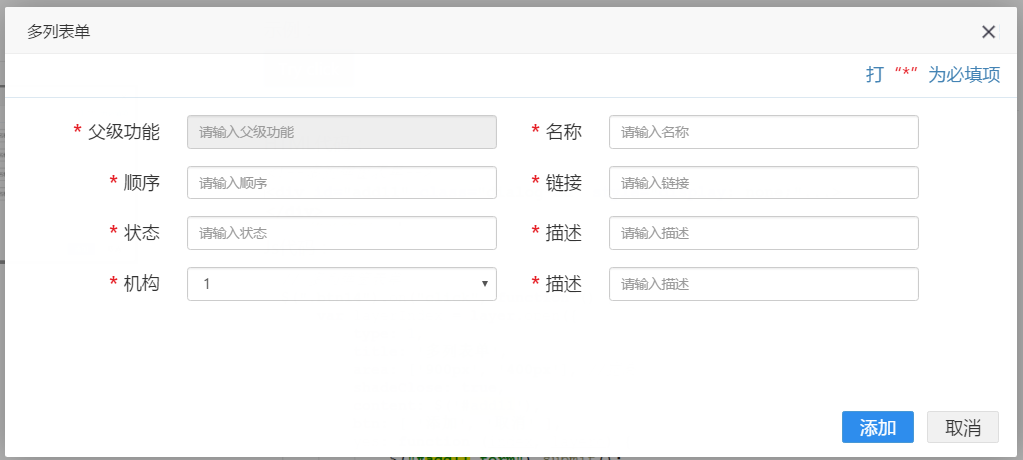 多列表单
打“*”为必填项
* 父级功能 请输入父级功能 * 名称 请输入名称
* 顺序 请输入顺序 * 链接 请输入链接
* 状态 请输入状态 * 描述 请输入描述
* 机构 1 * 描述 请输入描述
添加 取消